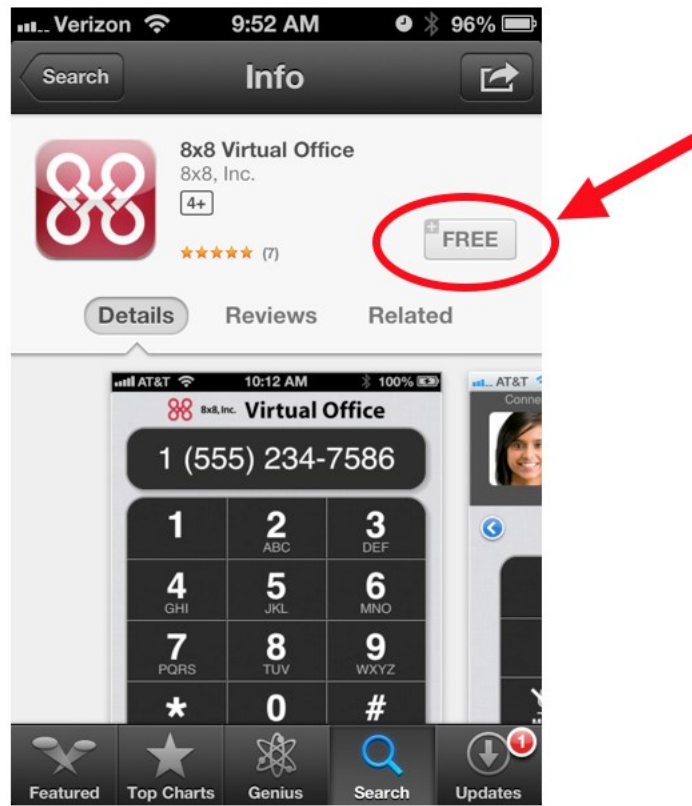 Verizon 9:52 AM 96%
Search Info
8x8 Virtual Office
8x8, Inc.
4+
(7)
FREE
Details Reviews Related
AT&T 10:12 AM 100%
8x8, Inc. Virtual Office
1 (555) 234-7586
1 2 3
ABC DEF
4 5 6
GHI JKL MNO
7 8 9
PQRS TUV WXYZ
* 0 #
AT&T
Conne
Featured Top Charts Genius Search Updates
1